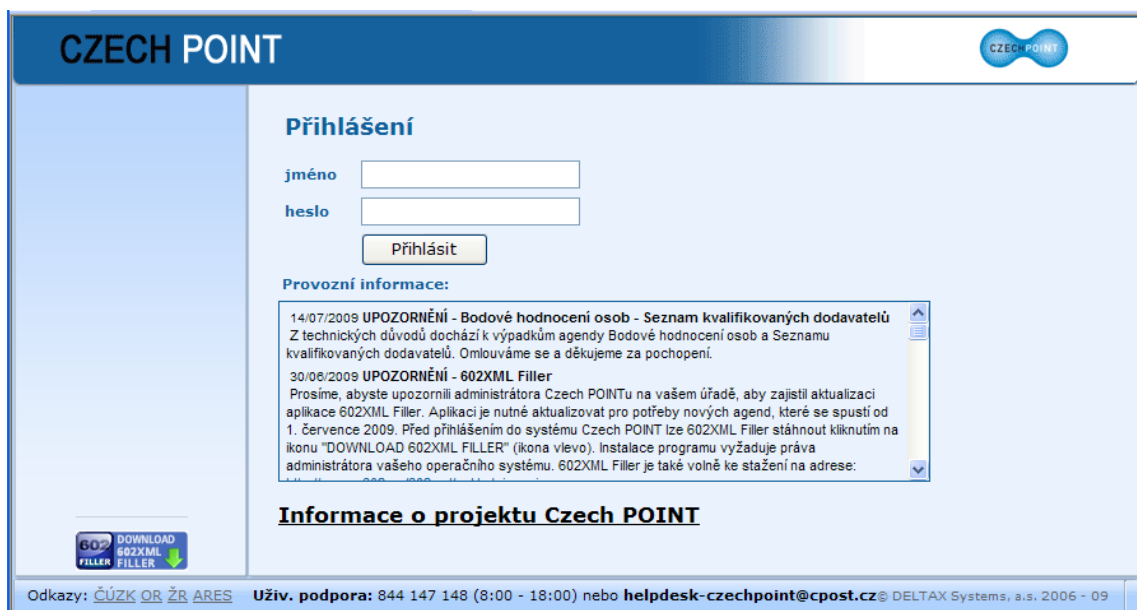 CZECH POINT
CZECH POINT
Přihlášení
jméno
heslo
Přihlásit
Provozní informace:
14/07/2009 UPOZORNĚNÍ - Bodové hodnocení osob - Seznam kvalifikovaných dodavatelů
Z technických důvodů dochází k výpadkům agendy Bodové hodnocení osob a Seznamu
kvalifikovaných dodavatelů. Omlouváme se a děkujeme za pochopení.
30/06/2009 UPOZORNĚNÍ - 602XML Filler
Prosíme, abyste upozornili administrátora Czech POINTu na vašem úřadě, aby zajistil aktualizaci
aplikace 602XML Filler. Aplikaci je nutné aktualizovat pro potřeby nových agend, které se spustí od
1. července 2009. Před přihlášením do systému Czech POINT lze 602XML Filler stáhnout kliknutím na
ikonu "DOWNLOAD 602XML FILLER" (ikona vlevo). Instalace programu vyžaduje práva
administrátora vašeho operačního systému. 602XML Filler je také volně ke stažení na adrese:
Informace o projektu Czech POINT
602 FILLER
DOWNLOAD
602XML
FILLER
Odkazy: ČÚZK OR ŽR ARES Uživ. podpora: 844 147 148 (8:00 - 18:00) nebo helpdesk-czechpoint@cpost.cz © DELTAX Systems, a.s. 2006 - 09